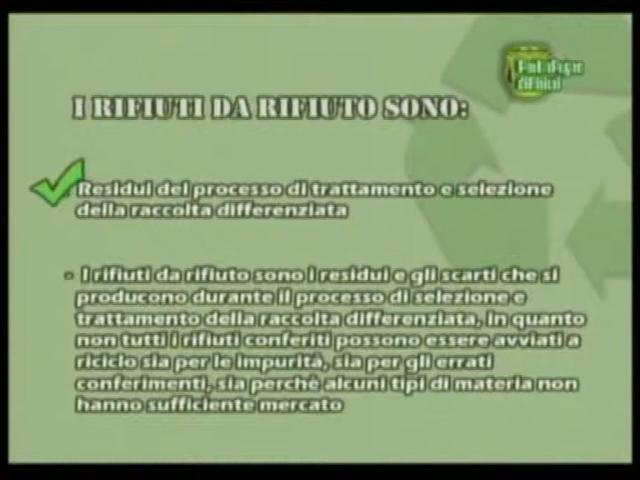 I RIFIUTI DA RIFIUTO SONO:
Residui del processo di trattamento e selezione
della raccolta differenziata
- I rifiuti da rifiuto sono i residui e gli scarti che si
producono durante il processo di selezione e
trattamento della raccolta differenziata, in quanto
non tutti i rifiuti conferiti possono essere avviati a
riciclo sia per le impurità, sia per gli errati
conferimenti, sia perchè alcuni tipi di materia non
hanno sufficiente mercato